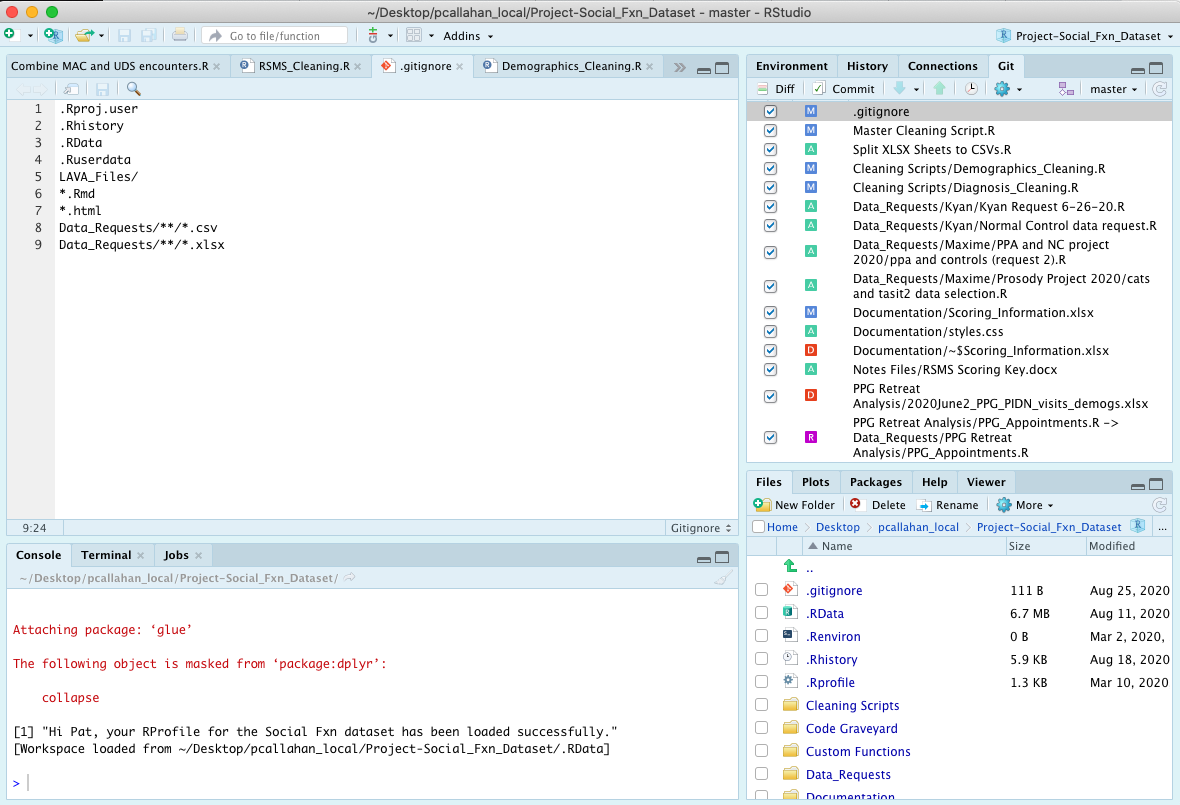 ~/Desktop/pcallahan_local/Project-Social_Fxn_Dataset - master - RStudio
Go to file/function
Addins
Project-Social_Fxn_Dataset
Combine MAC and UDS encounters.R
RSMS_Cleaning.R
.gitignore
Demographics_Cleaning.R
1 .Rproj.user
2 .Rhistory
3 .RData
4 .Ruserdata
5 LAVA_Files/
6 *.Rmd
7 *.html
8 Data_Requests/**/*.csv
9 Data_Requests/**/*.xlsx
9:24
Gitignore
Console
Terminal
Jobs
~/Desktop/pcallahan_local/Project-Social_Fxn_Dataset/
Attaching package: ‘glue’
The following object is masked from ‘package:dplyr’:
collapse
[1] "Hi Pat, your RProfile for the Social Fxn dataset has been loaded successfully."
[Workspace loaded from ~/Desktop/pcallahan_local/Project-Social_Fxn_Dataset/.RData]
>
Environment
History
Connections
Git
Diff
Commit
master
M .gitignore
M Master Cleaning Script.R
A Split XLSX Sheets to CSVs.R
M Cleaning Scripts/Demographics_Cleaning.R
M Cleaning Scripts/Diagnosis_Cleaning.R
A Data_Requests/Kyan/Kyan Request 6-26-20.R
A Data_Requests/Kyan/Normal Control data request.R
A Data_Requests/Maxime/PPA and NC project
2020/ppa and controls (request 2).R
A Data_Requests/Maxime/Prosody Project 2020/cats
and tasit2 data selection.R
M Documentation/Scoring_Information.xlsx
A Documentation/styles.css
D Documentation/~$Scoring_Information.xlsx
A Notes Files/RSMS Scoring Key.docx
D PPG Retreat
Analysis/2020June2_PPG_PIDN_visits_demogs.xlsx
R PPG Retreat Analysis/PPG_Appointments.R ->
Data_Requests/PPG Retreat
Analysis/PPG_Appointments.R
Files
Plots
Packages
Help
Viewer
New Folder
Delete
Rename
More
Home
Desktop
pcallahan_local
Project-Social_Fxn_Dataset
...
Name
Size
Modified
..
.gitignore 111 B Aug 25, 2020
.RData 6.7 MB Aug 11, 2020
.Renviron 0 B Mar 2, 2020,
.Rhistory 5.9 KB Aug 18, 2020
.Rprofile 1.3 KB Mar 10, 2020
Cleaning Scripts
Code Graveyard
Custom Functions
Data_Requests
Documentation